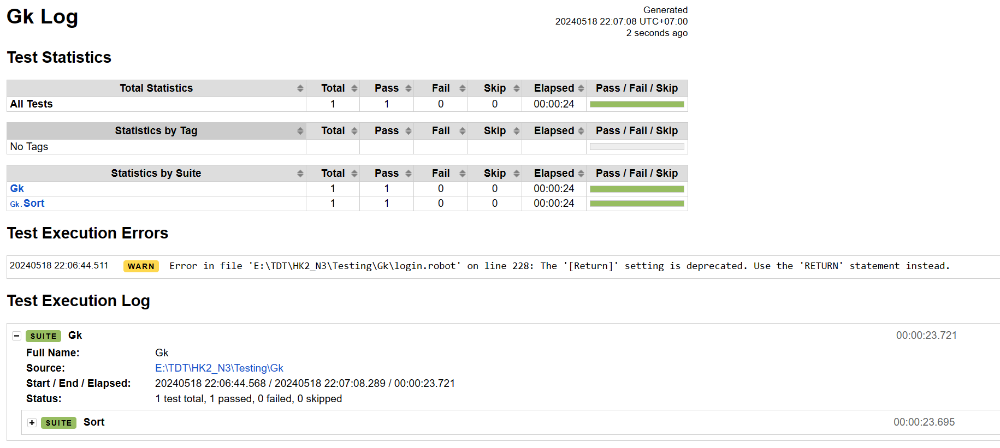 Gk Log
Generated
20240518 22:07:08 UTC+07:00
2 seconds ago
Test Statistics
Total Statistics Total Pass Fail Skip Elapsed Pass / Fail / Skip
All Tests 1 1 0 0 00:00:24
Statistics by Tag Total Pass Fail Skip Elapsed Pass / Fail / Skip
No Tags
Statistics by Suite Total Pass Fail Skip Elapsed Pass / Fail / Skip
Gk 1 1 0 0 00:00:24
Gk.Sort 1 1 0 0 00:00:24
Test Execution Errors
20240518 22:06:44.511 WARN Error in file 'E:\TDT\HK2_N3\Testing\Gk\login.robot' on line 228: The '[Return]' setting is deprecated. Use the 'RETURN' statement instead.
Test Execution Log
SUITE Gk 00:00:23.721
Full Name: Gk
Source: E:\TDT\HK2_N3\Testing\Gk
Start / End / Elapsed: 20240518 22:06:44.568 / 20240518 22:07:08.289 / 00:00:23.721
Status: 1 test total, 1 passed, 0 failed, 0 skipped
SUITE Sort 00:00:23.695